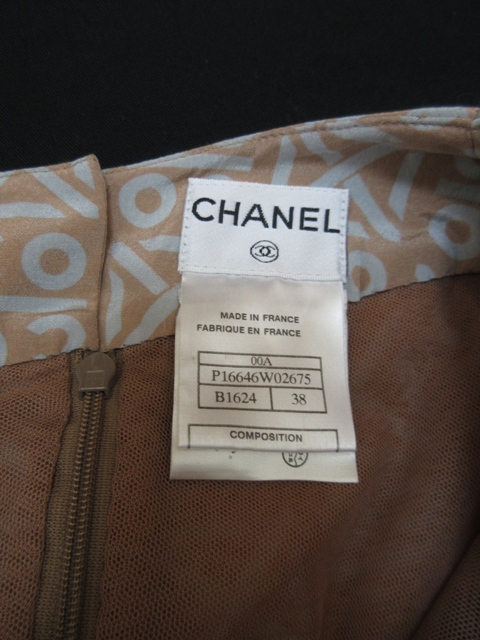 CHANEL
MADE IN FRANCE
FABRIQUE EN FRANCE
00A
P16646W02675
B1624 38
COMPOSITION